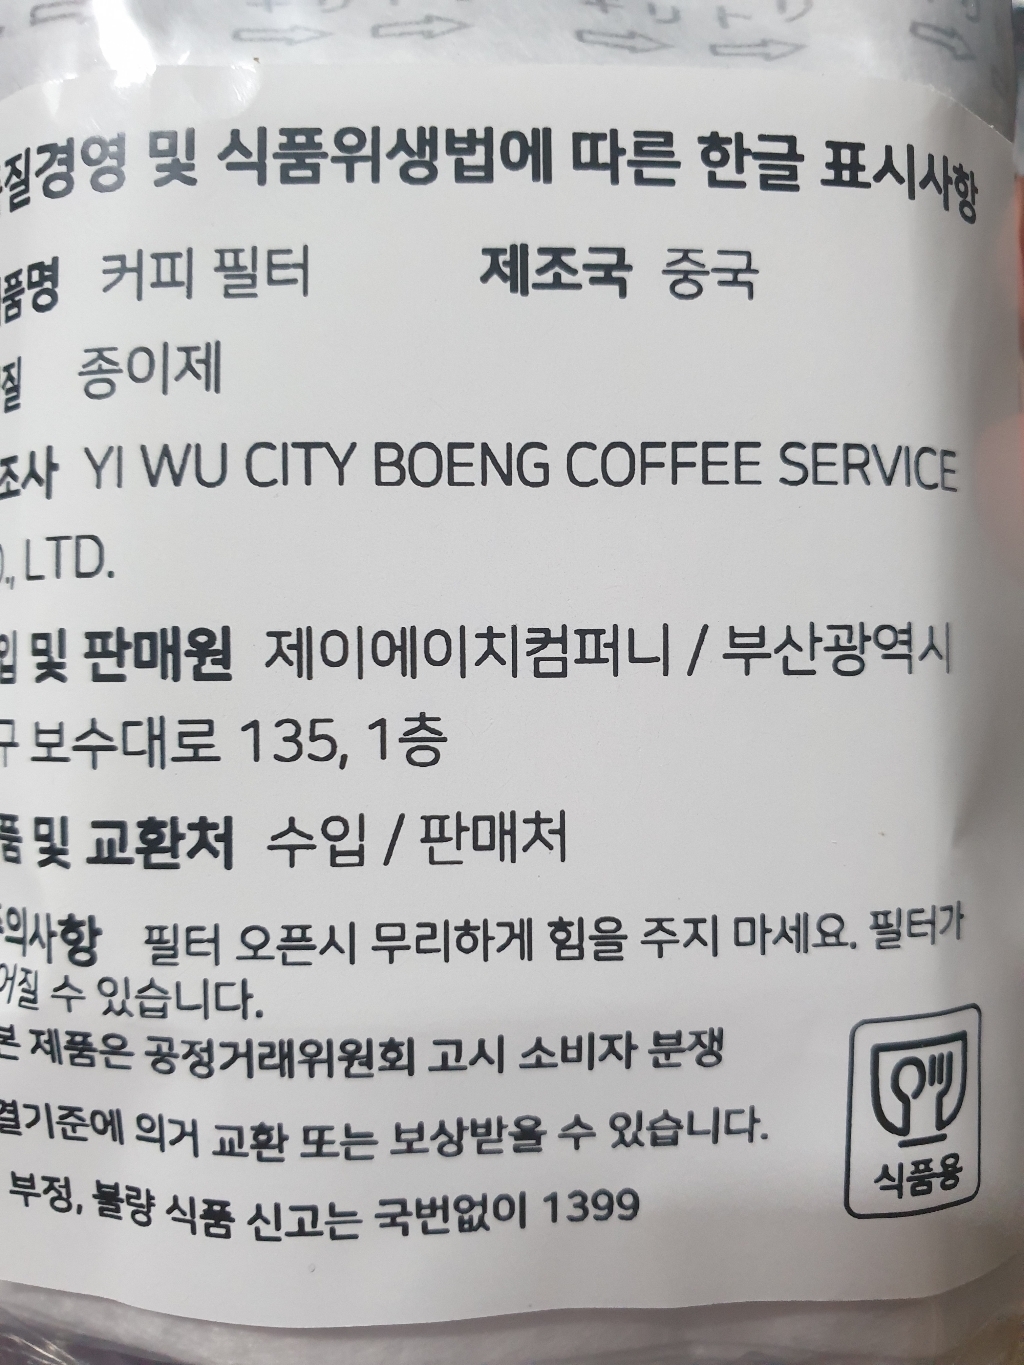 질경영 및 식품위생법에 따른 한글 표시사항
품명 커피 필터 제조국 중국
질 종이제
조사 YI WU CITY BOENG COFFEE SERVICE
., LTD.
입 및 판매원 제이에이치컴퍼니 / 부산광역시
구 보수대로 135, 1층
품 및 교환처 수입 / 판매처
주의사항 필터 오픈시 무리하게 힘을 주지 마세요. 필터가
어질 수 있습니다.
본 제품은 공정거래위원회 고시 소비자 분쟁
결기준에 의거 교환 또는 보상받을 수 있습니다.
부정, 불량 식품 신고는 국번없이 1399
식품용